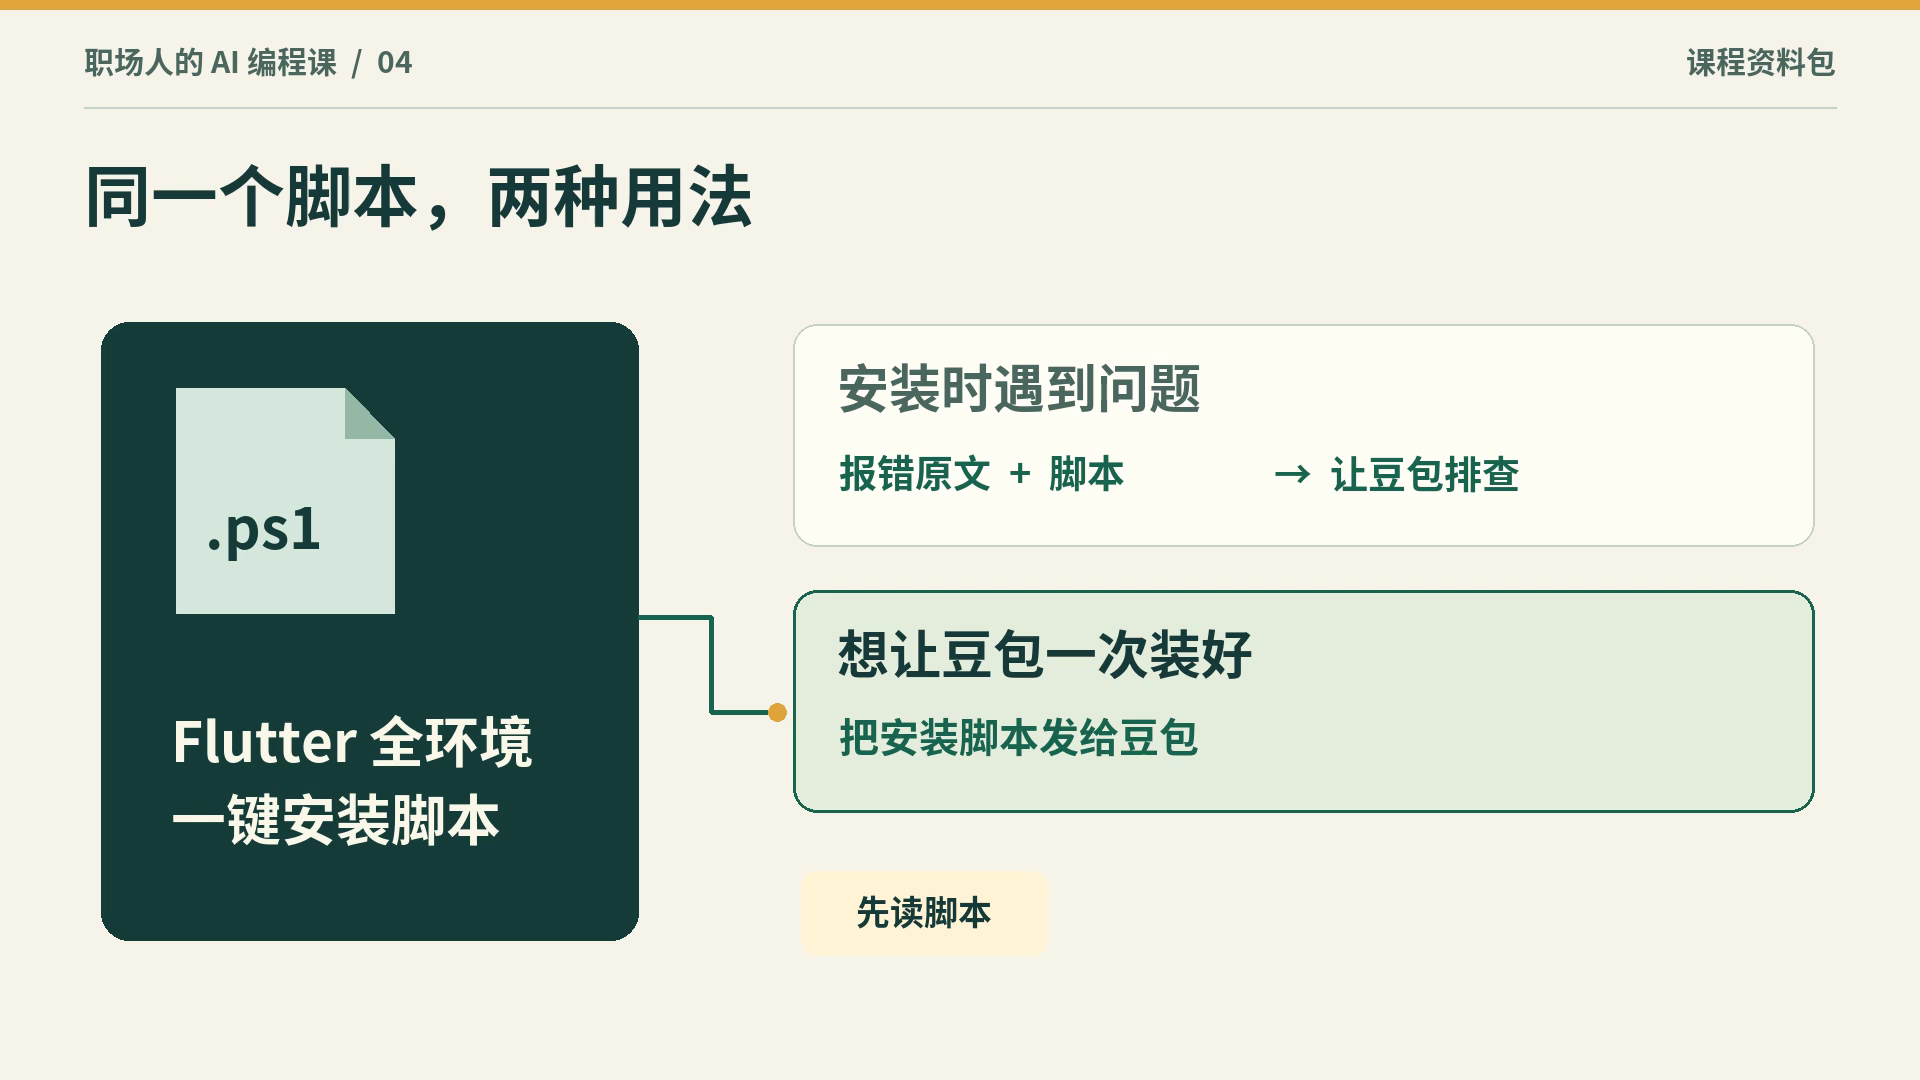 职场人的 AI 编程课 / 04
课程资料包
同一个脚本，两种用法
.ps1
Flutter 全环境
一键安装脚本
安装时遇到问题
报错原文 + 脚本 → 让豆包排查
想让豆包一次装好
把安装脚本发给豆包
先读脚本